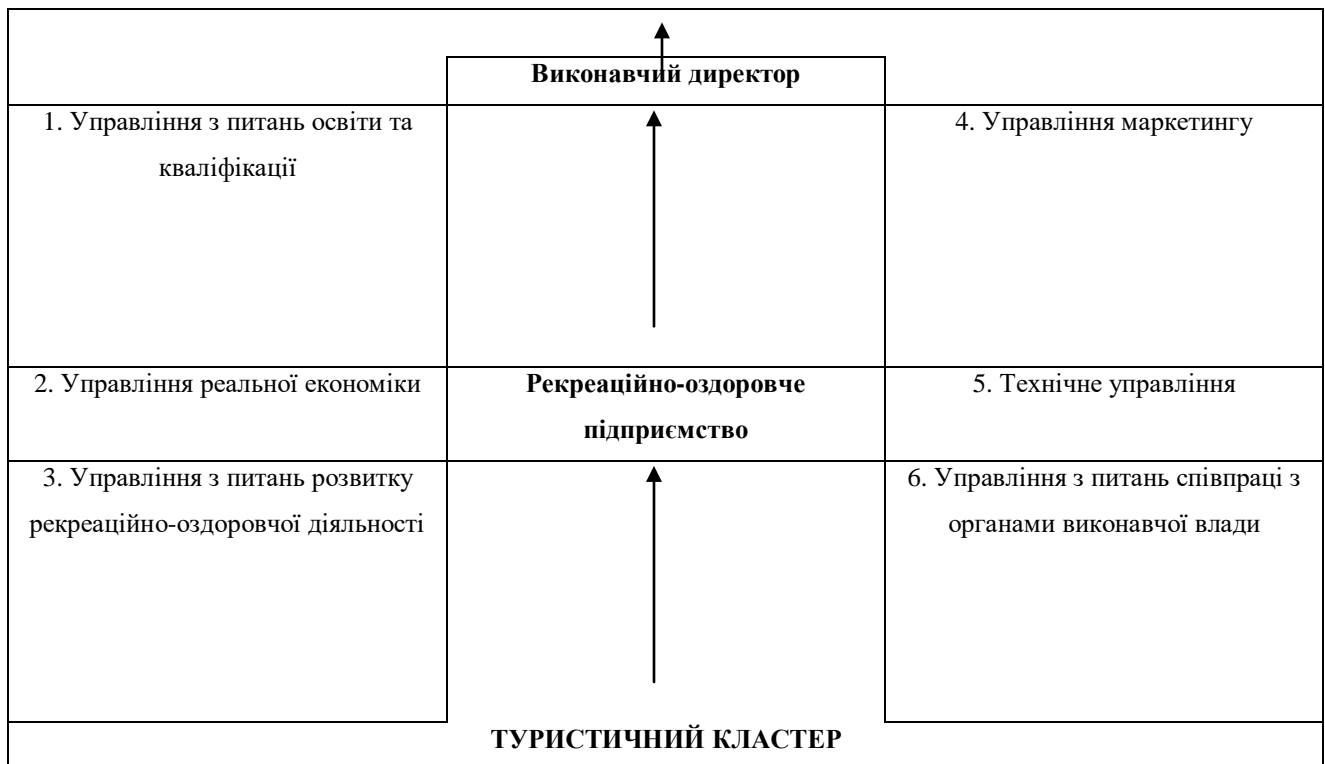 Виконавчий директор
1. Управління з питань освіти та
кваліфікації
4. Управління маркетингу
2. Управління реальної економіки
Рекреаційно-оздоровче
підприємство
5. Технічне управління
3. Управління з питань розвитку
рекреаційно-оздоровчої діяльності
6. Управління з питань співпраці з
органами виконавчої влади
ТУРИСТИЧНИЙ КЛАСТЕР